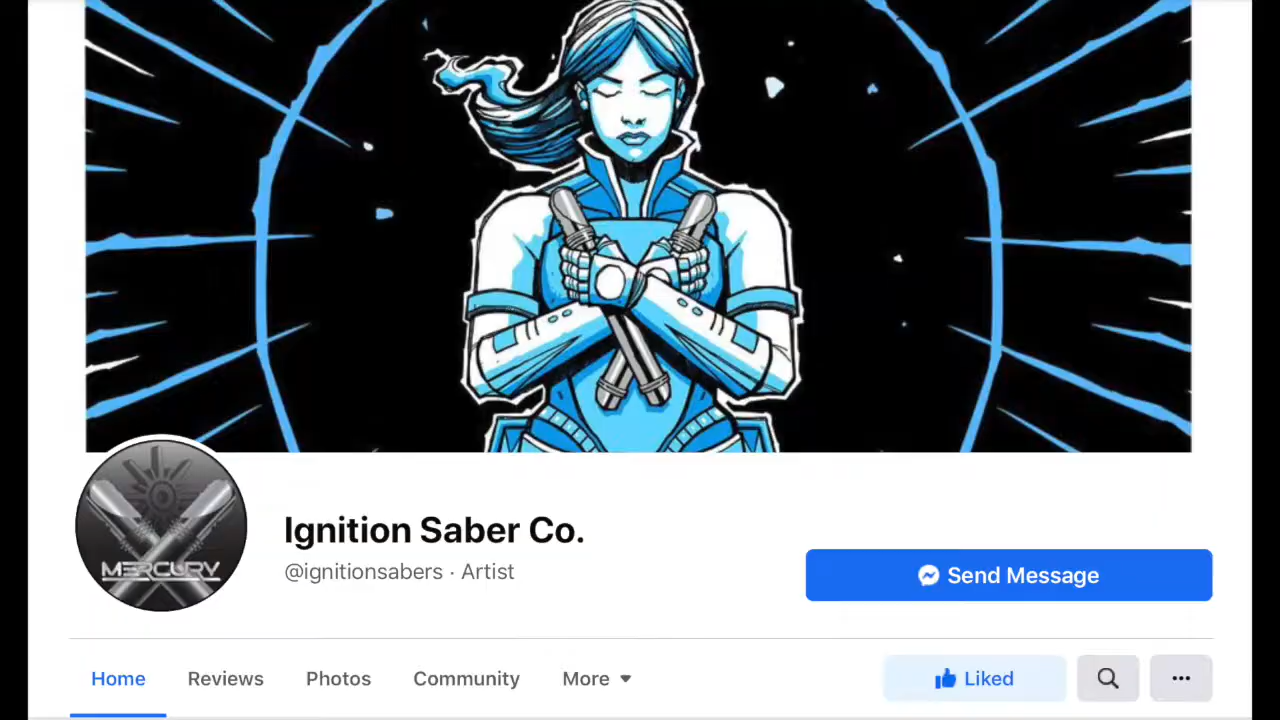 MERCURY
Ignition Saber Co.
@ignitionsabers · Artist
Send Message
Home
Reviews
Photos
Community
More
Liked